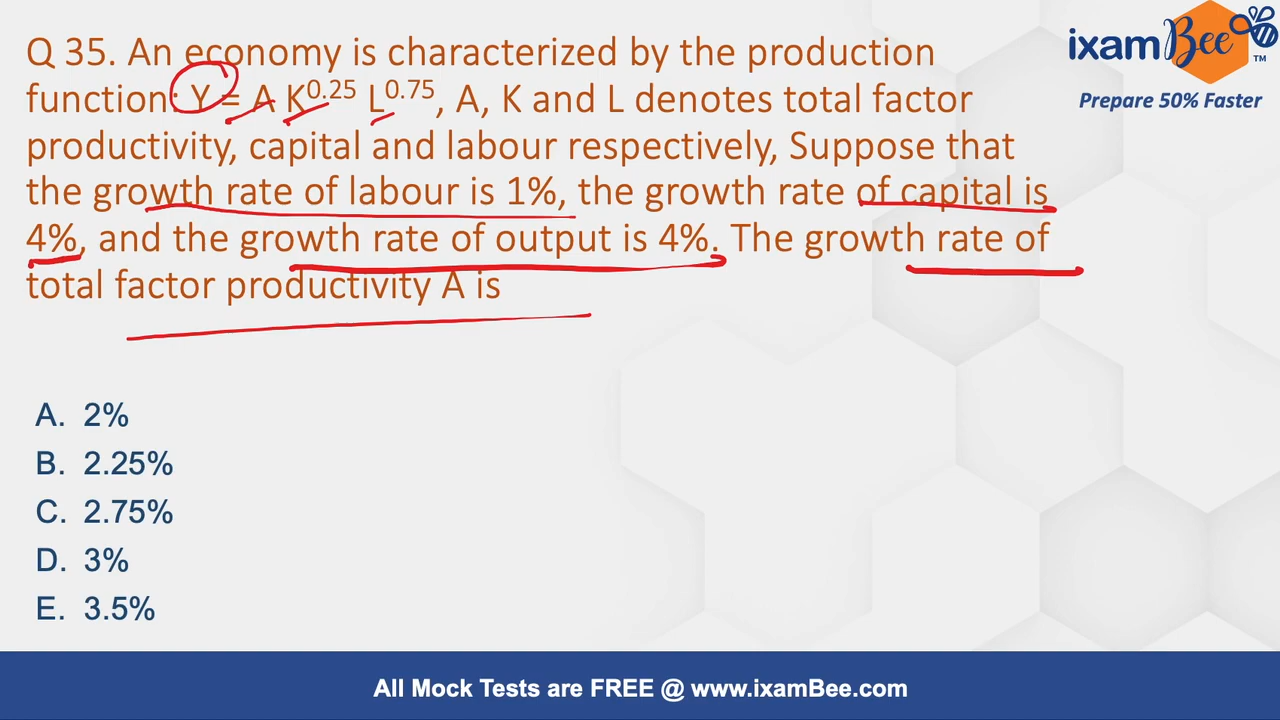 ixamBee™
Prepare 50% Faster
Q 35. An economy is characterized by the production
function: Y = A K^0.25 L^0.75, A, K and L denotes total factor
productivity, capital and labour respectively, Suppose that
the growth rate of labour is 1%, the growth rate of capital is
4%, and the growth rate of output is 4%. The growth rate of
total factor productivity A is
A. 2%
B. 2.25%
C. 2.75%
D. 3%
E. 3.5%
All Mock Tests are FREE @ www.ixamBee.com